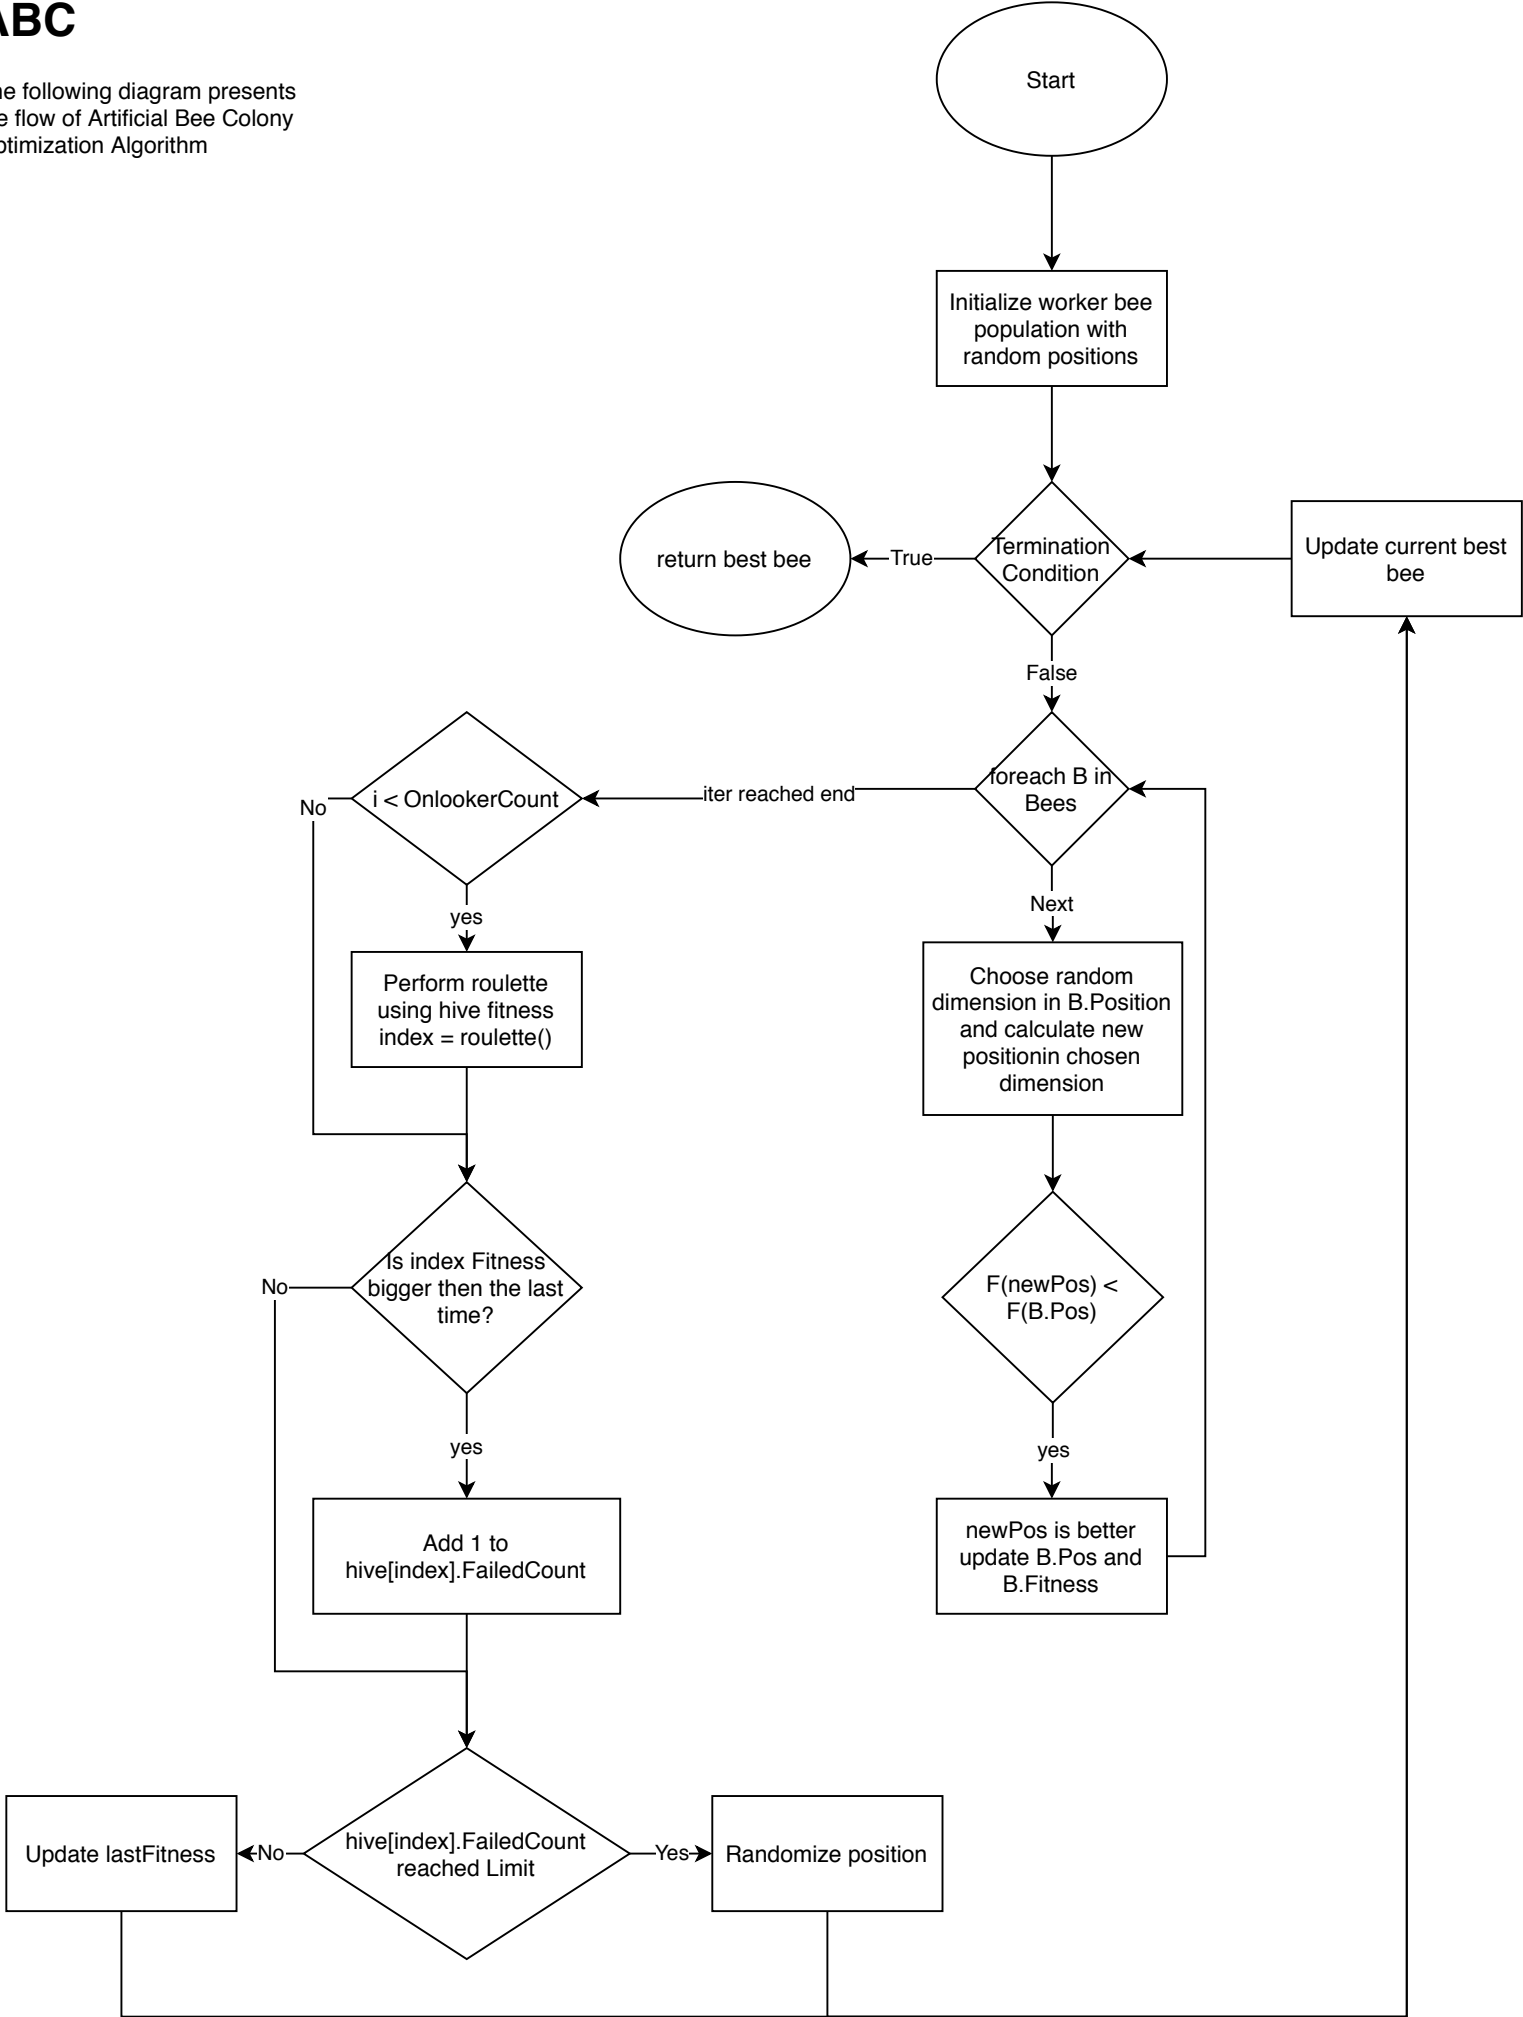 ABC
he following diagram presents
e flow of Artificial Bee Colony
ptimization Algorithm
Start
Initialize worker bee
population with
random positions
return best bee
True
Termination
Condition
Update current best
bee
False
i < OnlookerCount
No
iter reached end
foreach B in
Bees
yes
Next
Perform roulette
using hive fitness
index = roulette()
Choose random
dimension in B.Position
and calculate new
positionin chosen
dimension
Is index Fitness
bigger then the last
time?
No
F(newPos) <
F(B.Pos)
yes
yes
Add 1 to
hive[index].FailedCount
newPos is better
update B.Pos and
B.Fitness
Update lastFitness
No
hive[index].FailedCount
reached Limit
Yes
Randomize position